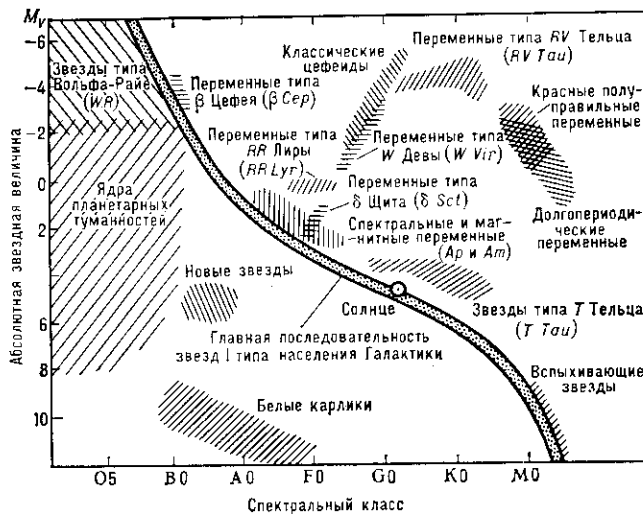 M_V
-6
-4
-2
0
2
4
6
8
10
Абсолютная звездная величина
Звезды типа
Вольфа-Райе
(WR)
Переменные типа
β Цефея (β Cep)
Классические
цефеиды
Переменные типа RV Тельца
(RV Tau)
Красные полу-
правильные
переменные
Переменные типа
RR Лиры
(RR Lyr)
Переменные типа
W Девы (W Vir)
Ядра
планетарных
туманностей
Переменные типа
δ Щита (δ Sct)
Долгопериоди-
ческие
переменные
Спектральные и маг-
нитные переменные
(Ap и Am)
Новые звезды
Солнце
Звезды типа T Тельца
(T Tau)
Главная последовательность
звезд I типа населения Галактики
Вспыхивающие
звезды
Белые карлики
O5
B0
A0
F0
G0
K0
M0
Спектральный класс